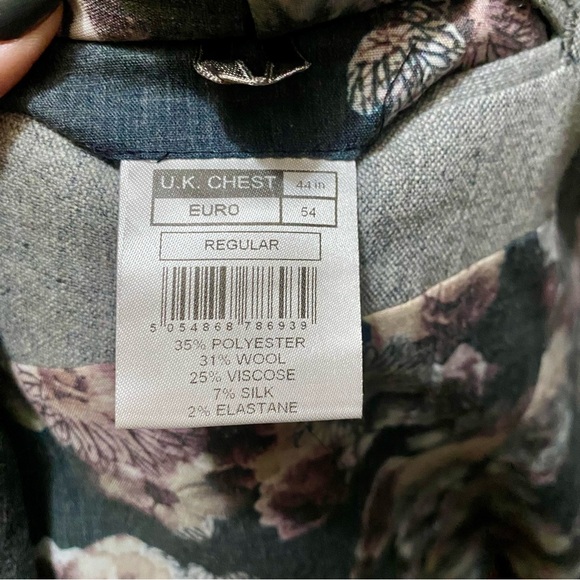 U.K. CHEST 44 in
EURO 54
REGULAR
5 054868 786939
35% POLYESTER
31% WOOL
25% VISCOSE
7% SILK
2% ELASTANE